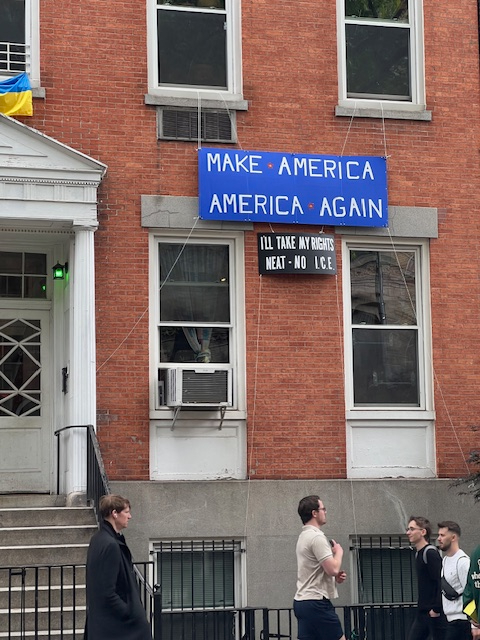 MAKE AMERICA
AMERICA AGAIN
I'LL TAKE MY RIGHTS
NEAT - NO I.C.E.